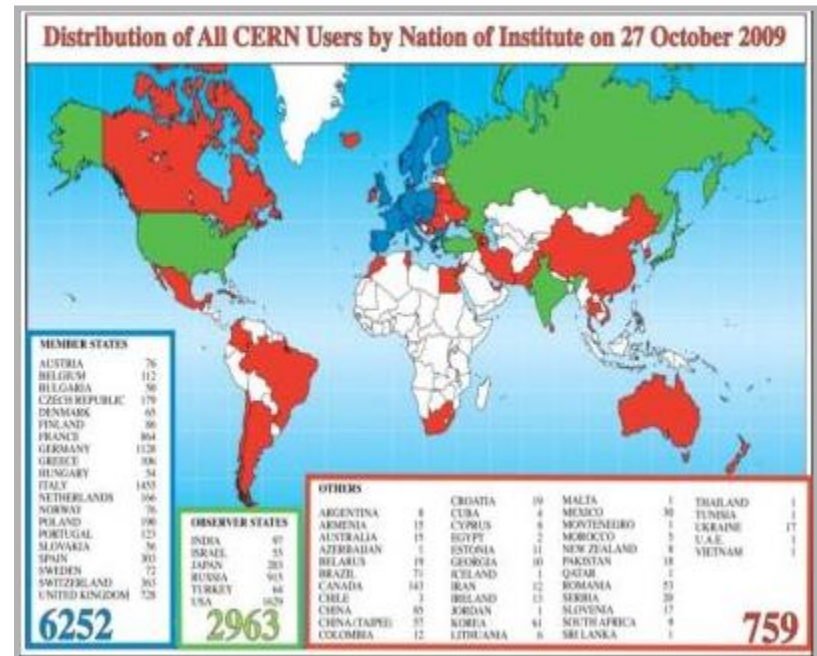 Distribution of All CERN Users by Nation of Institute on 27 October 2009
MEMBER STATES
AUSTRIA 76
BELGIUM 112
BULGARIA 50
CZECH REPUBLIC 179
DENMARK 65
FINLAND 86
FRANCE 864
GERMANY 1128
GREECE 106
HUNGARY 54
ITALY 1455
NETHERLANDS 166
NORWAY 76
POLAND 190
PORTUGAL 123
SLOVAKIA 56
SPAIN 303
SWEDEN 72
SWITZERLAND 363
UNITED KINGDOM 728
6252
OBSERVER STATES
INDIA 97
ISRAEL 55
JAPAN 203
RUSSIA 915
TURKEY 64
USA 1629
2963
OTHERS
ARGENTINA
ARMENIA 15
AUSTRALIA 15
AZERBAIJAN 1
BELARUS 19
BRAZIL 71
CANADA 143
CHILE 3
CHINA
CHINA (TAIPEI) 57
COLOMBIA 12
CROATIA 19
CUBA 4
CYPRUS
EGYPT 2
ESTONIA 11
GEORGIA 10
ICELAND 1
IRAN 12
IRELAND 13
JORDAN 1
KOREA 61
LITHUANIA
MALTA 1
MEXICO 30
MONTENEGRO 1
MOROCCO 5
NEW ZEALAND
PAKISTAN 18
QATAR 1
ROMANIA 53
SERBIA 20
SLOVENIA 17
SOUTH AFRICA
SRI LANKA 1
THAILAND 1
TUNISIA 1
UKRAINE 17
U.A.E. 1
VIETNAM 1
759